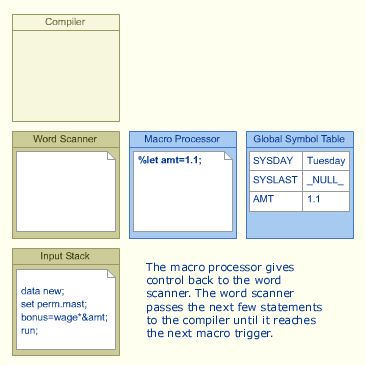 Compiler
Word Scanner
Macro Processor
%let amt=1.1;
Global Symbol Table
SYSDAY Tuesday
SYSLAST _NULL_
AMT 1.1
Input Stack
data new;
set perm.mast;
bonus=wage*&amt;
run;
The macro processor gives
control back to the word
scanner. The word scanner
passes the next few statements
to the compiler until it reaches
the next macro trigger.